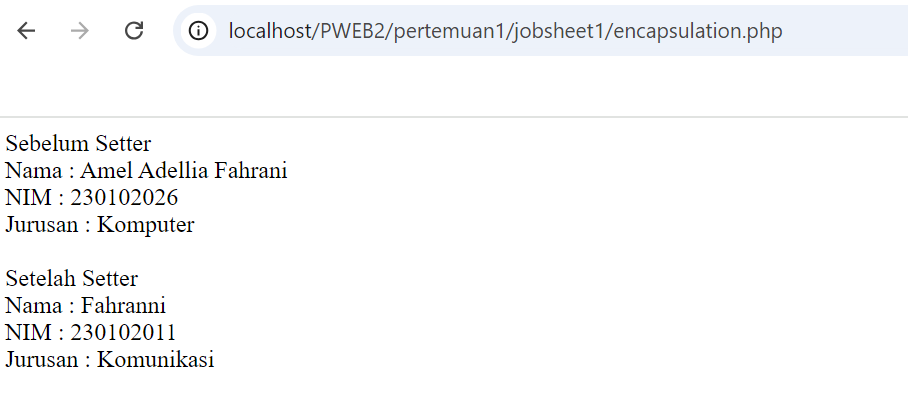 localhost/PWEB2/pertemuan1/jobsheet1/encapsulation.php
Sebelum Setter
Nama : Amel Adellia Fahrani
NIM : 230102026
Jurusan : Komputer
Setelah Setter
Nama : Fahranni
NIM : 230102011
Jurusan : Komunikasi